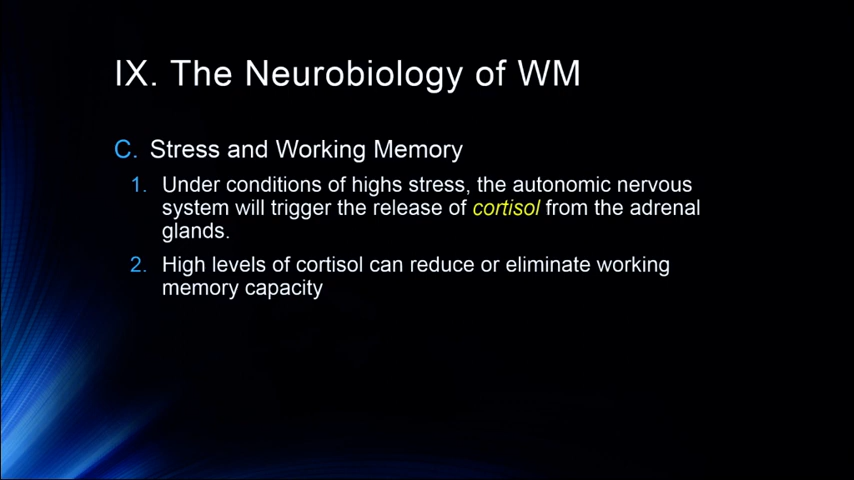 IX. The Neurobiology of WM
C. Stress and Working Memory
1. Under conditions of highs stress, the autonomic nervous
system will trigger the release of cortisol from the adrenal
glands.
2. High levels of cortisol can reduce or eliminate working
memory capacity